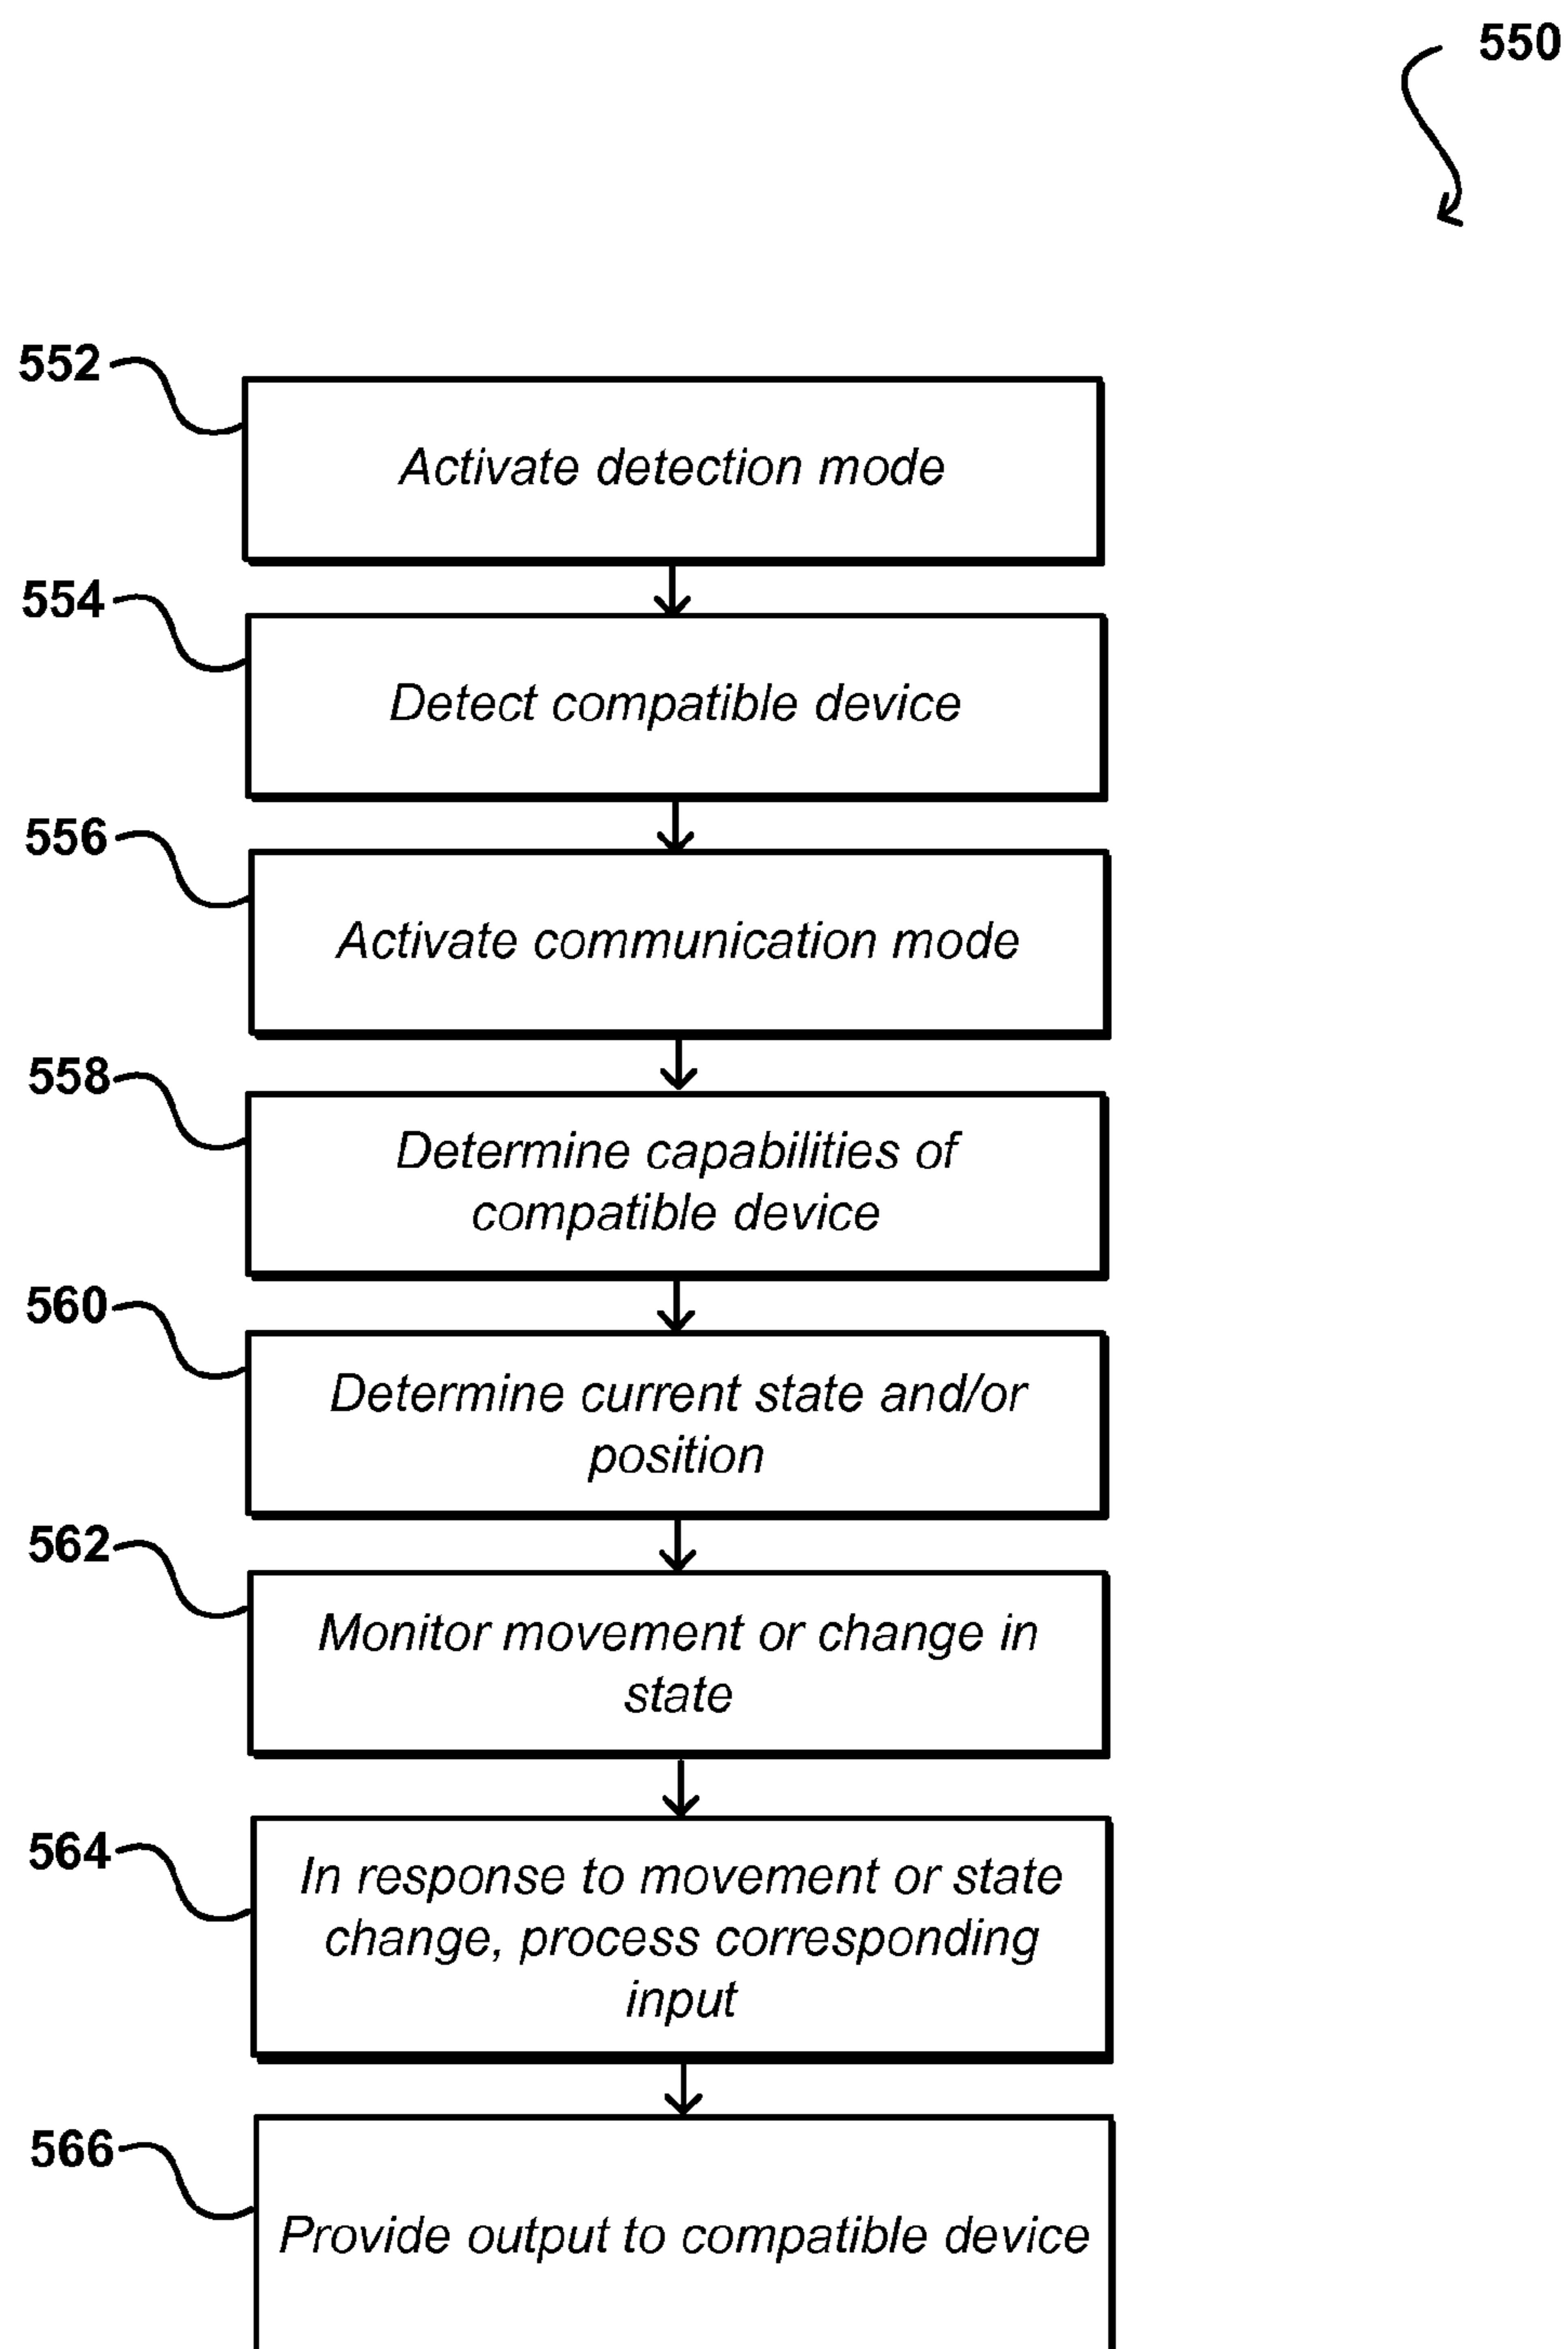 550
552
Activate detection mode
554
Detect compatible device
556
Activate communication mode
558
Determine capabilities of
compatible device
560
Determine current state and/or
position
562
Monitor movement or change in
state
564
In response to movement or state
change, process corresponding
input
566
Provide output to compatible device